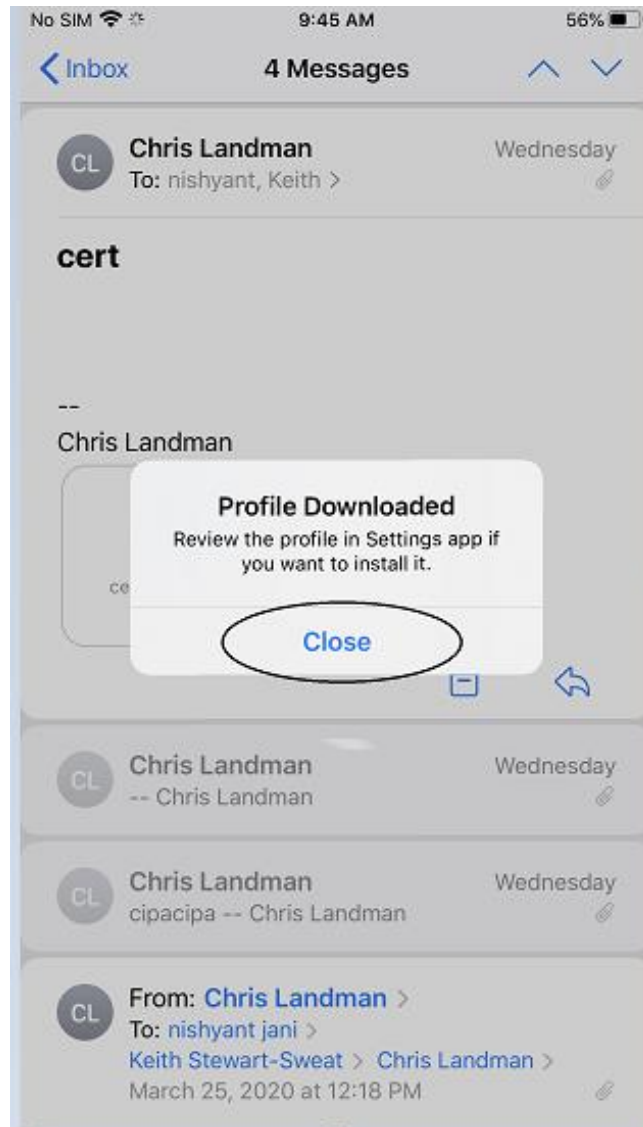 No SIM 9:45 AM 56%
Inbox 4 Messages
CL Chris Landman Wednesday
To: nishyant, Keith >
cert
--
Chris Landman
Profile Downloaded
Review the profile in Settings app if
you want to install it.
ce
Close
CL Chris Landman Wednesday
-- Chris Landman
CL Chris Landman Wednesday
cipacipa -- Chris Landman
CL From: Chris Landman >
To: nishyant jani >
Keith Stewart-Sweat > Chris Landman >
March 25, 2020 at 12:18 PM